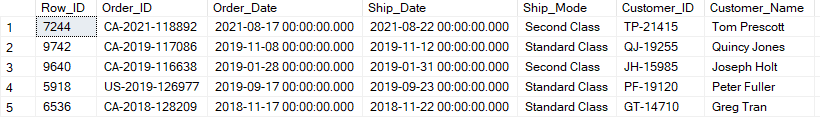 Row_ID Order_ID Order_Date Ship_Date Ship_Mode Customer_ID Customer_Name
1 7244 CA-2021-118892 2021-08-17 00:00:00.000 2021-08-22 00:00:00.000 Second Class TP-21415 Tom Prescott
2 9742 CA-2019-117086 2019-11-08 00:00:00.000 2019-11-12 00:00:00.000 Standard Class QJ-19255 Quincy Jones
3 9640 CA-2019-116638 2019-01-28 00:00:00.000 2019-01-31 00:00:00.000 Second Class JH-15985 Joseph Holt
4 5918 US-2019-126977 2019-09-17 00:00:00.000 2019-09-23 00:00:00.000 Standard Class PF-19120 Peter Fuller
5 6536 CA-2018-128209 2018-11-17 00:00:00.000 2018-11-22 00:00:00.000 Standard Class GT-14710 Greg Tran